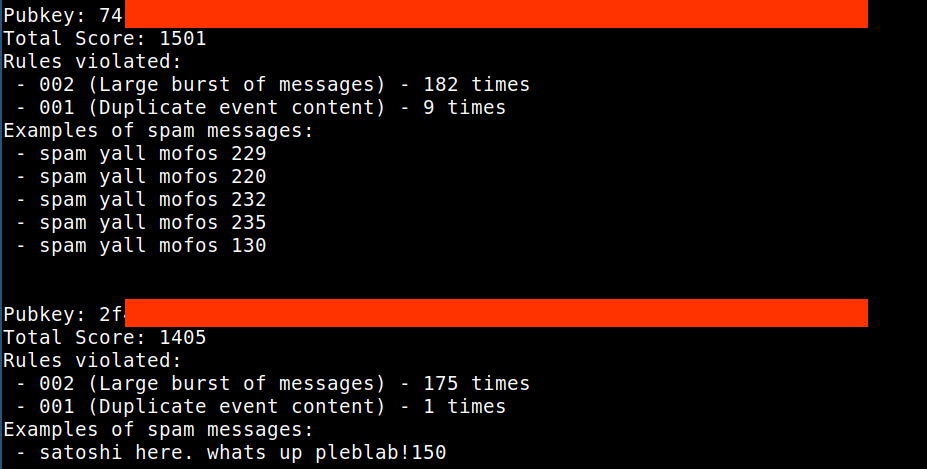 Pubkey: 74
Total Score: 1501
Rules violated:
- 002 (Large burst of messages) - 182 times
- 001 (Duplicate event content) - 9 times
Examples of spam messages:
- spam yall mofos 229
- spam yall mofos 220
- spam yall mofos 232
- spam yall mofos 235
- spam yall mofos 130
Pubkey: 2f
Total Score: 1405
Rules violated:
- 002 (Large burst of messages) - 175 times
- 001 (Duplicate event content) - 1 times
Examples of spam messages:
- satoshi here. whats up pleblab!150